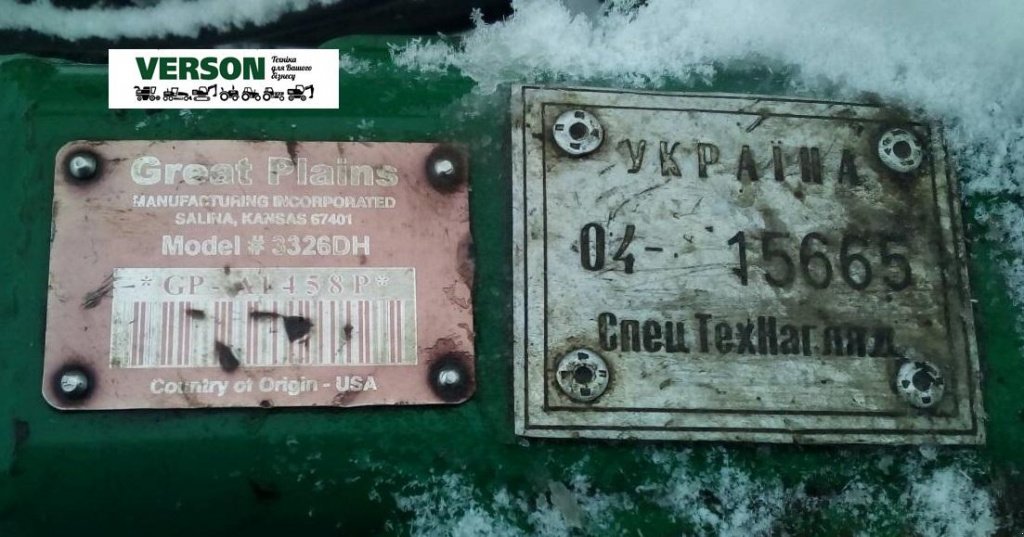 VERSON
Техніка
для Вашого
бізнесу
Great Plains
MANUFACTURING INCORPORATED
SALINA, KANSAS 67401
Model # 3326DH
Country of Origin - USA
УКРАЇНА
04- 15665
СпецТехНагляд